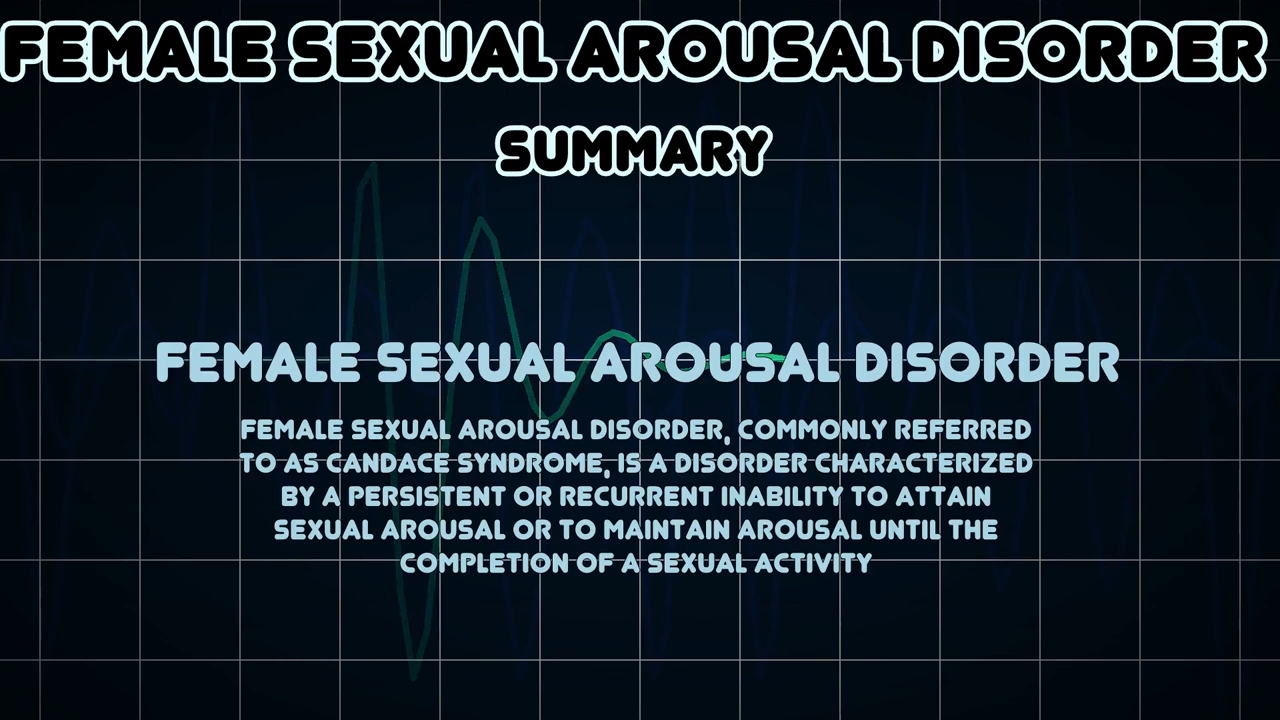 FEMALE SEXUAL AROUSAL DISORDER
SUMMARY
FEMALE SEXUAL AROUSAL DISORDER
FEMALE SEXUAL AROUSAL DISORDER, COMMONLY REFERRED
TO AS CANDACE SYNDROME, IS A DISORDER CHARACTERIZED
BY A PERSISTENT OR RECURRENT INABILITY TO ATTAIN
SEXUAL AROUSAL OR TO MAINTAIN AROUSAL UNTIL THE
COMPLETION OF A SEXUAL ACTIVITY